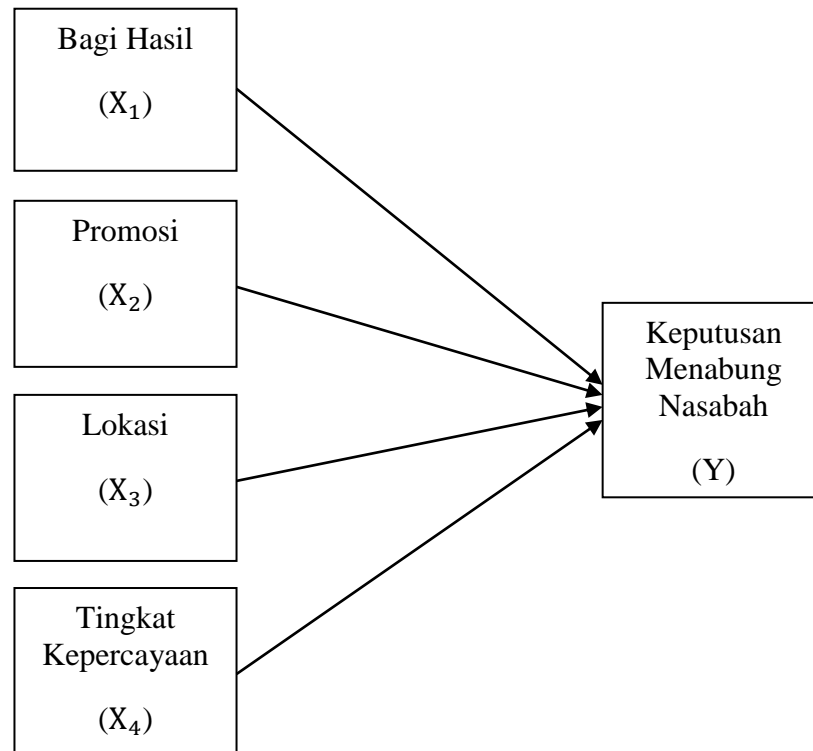 Bagi Hasil
(X₁)
Promosi
(X₂)
Lokasi
(X₃)
Tingkat
Kepercayaan
(X₄)
Keputusan
Menabung
Nasabah
(Y)